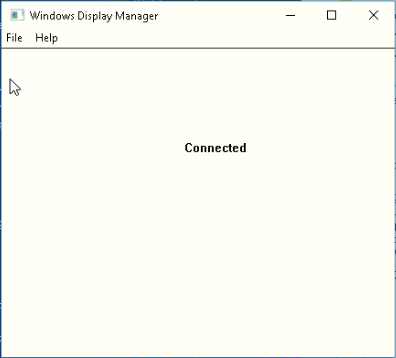 Windows Display Manager
File Help
Connected